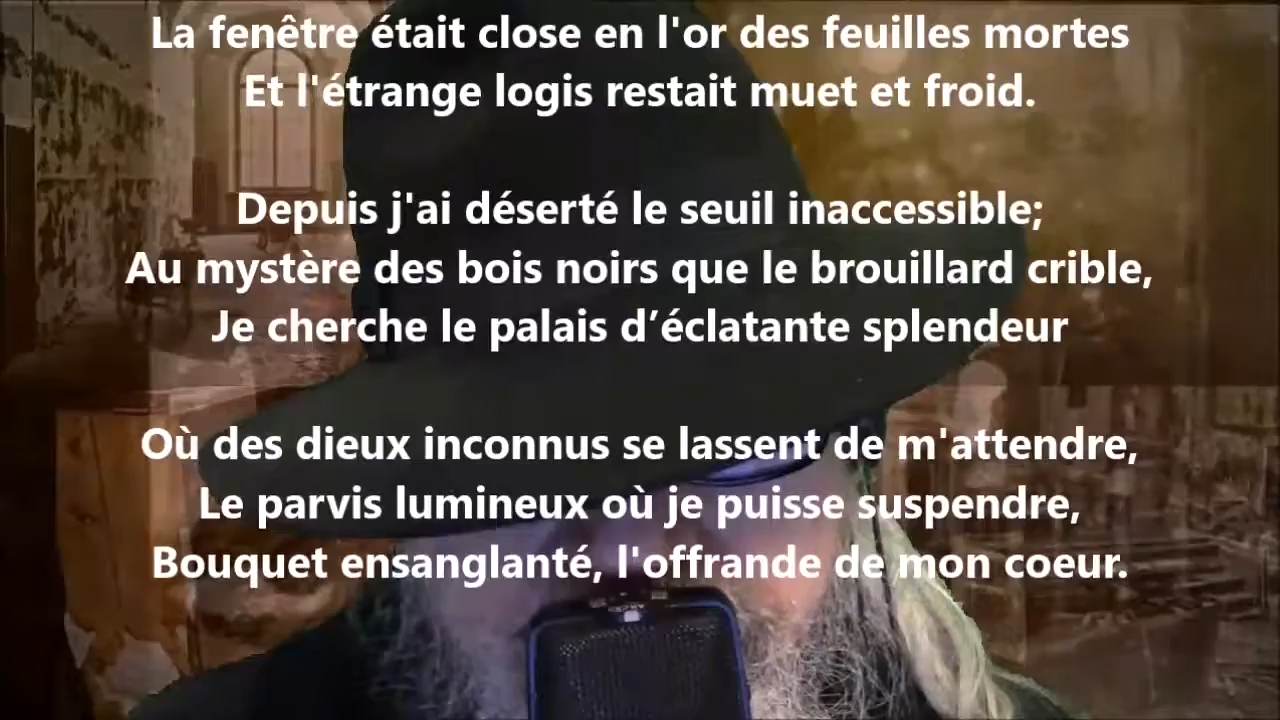 La fenêtre était close en l'or des feuilles mortes
Et l'étrange logis restait muet et froid.
Depuis j'ai déserté le seuil inaccessible;
Au mystère des bois noirs que le brouillard crible,
Je cherche le palais d’éclatante splendeur
Où des dieux inconnus se lassent de m'attendre,
Le parvis lumineux où je puisse suspendre,
Bouquet ensanglanté, l'offrande de mon coeur.